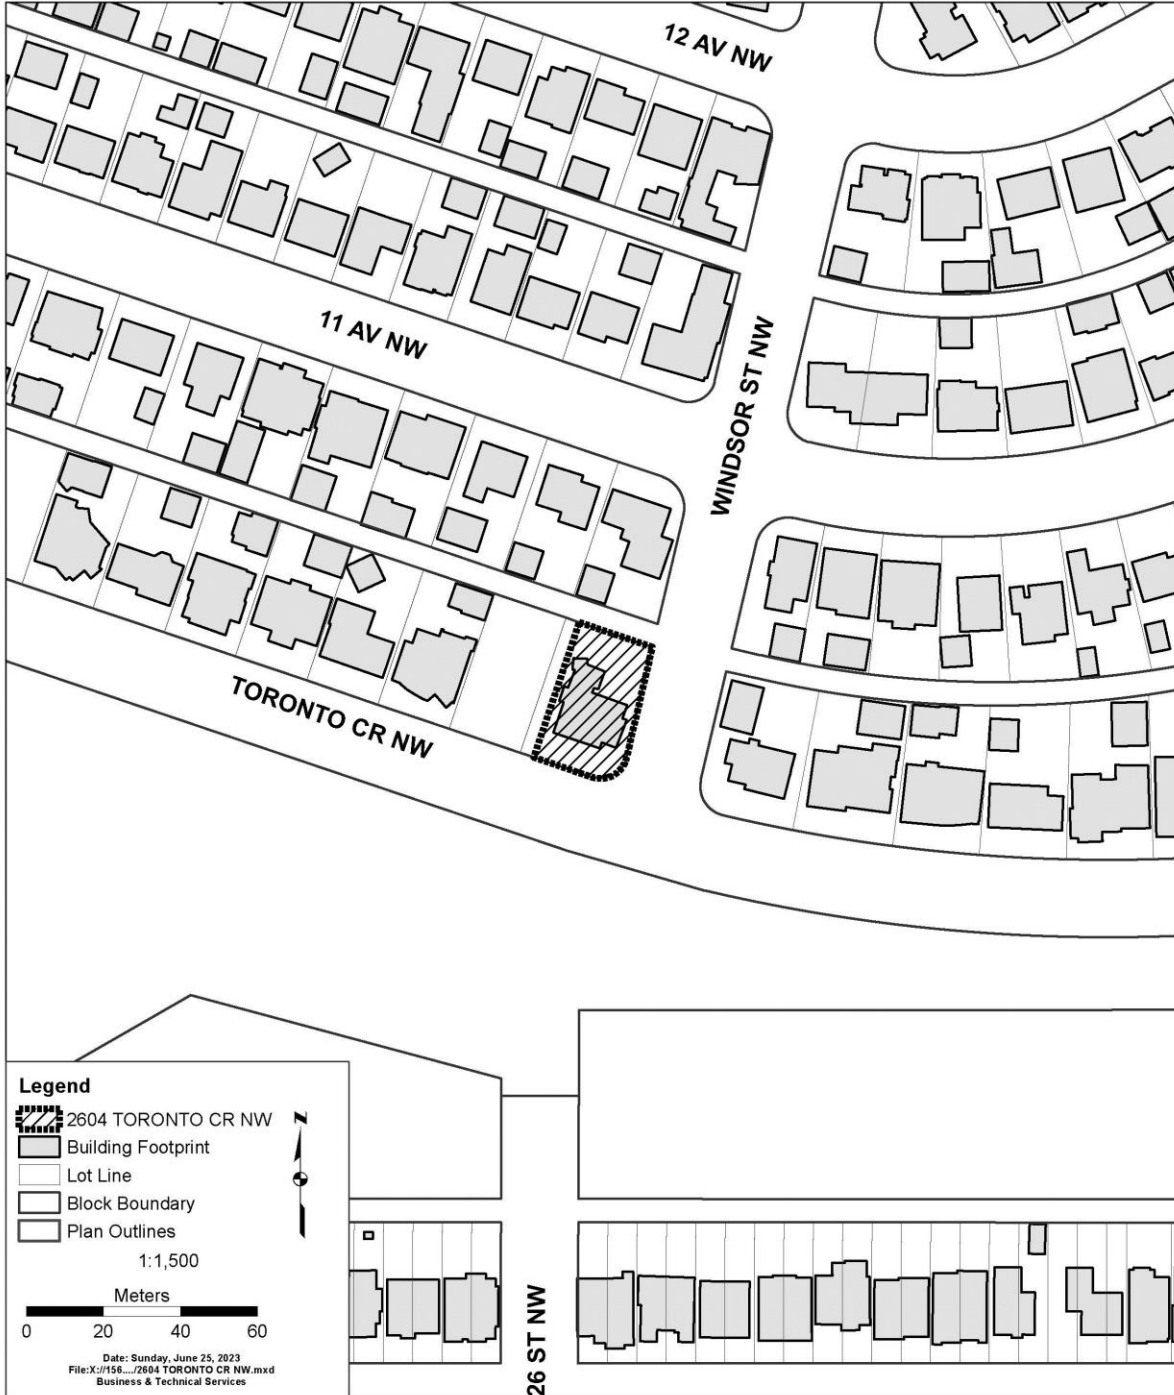 12 AV NW
11 AV NW
WINDSOR ST NW
TORONTO CR NW
Legend
2604 TORONTO CR NW
Building Footprint
Lot Line
Block Boundary
Plan Outlines
N
1:1,500
Meters
0 20 40 60
Date: Sunday, June 25, 2023
File:X://156..../2604 TORONTO CR NW.mxd
Business & Technical Services
26 ST NW